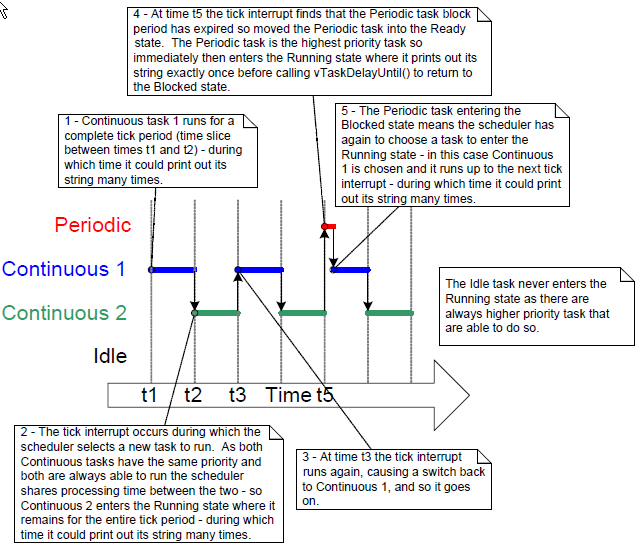 4 - At time t5 the tick interrupt finds that the Periodic task block
period has expired so moved the Periodic task into the Ready
state. The Periodic task is the highest priority task so
immediately then enters the Running state where it prints out its
string exactly once before calling vTaskDelayUntil() to return to
the Blocked state.
1 - Continuous task 1 runs for a
complete tick period (time slice
between times t1 and t2) - during
which time it could print out its
string many times.
5 - The Periodic task entering the
Blocked state means the scheduler has
again to choose a task to enter the
Running state - in this case Continuous
1 is chosen and it runs up to the next tick
interrupt - during which time it could print
out its string many times.
Periodic
Continuous 1
Continuous 2
Idle
The Idle task never enters the
Running state as there are
always higher priority task that
are able to do so.
t1 t2 t3 Time t5
2 - The tick interrupt occurs during which the
scheduler selects a new task to run. As both
Continuous tasks have the same priority and
both are always able to run the scheduler
shares processing time between the two - so
Continuous 2 enters the Running state where it
remains for the entire tick period - during which
time it could print out its string many times.
3 - At time t3 the tick interrupt
runs again, causing a switch back
to Continuous 1, and so it goes
on.